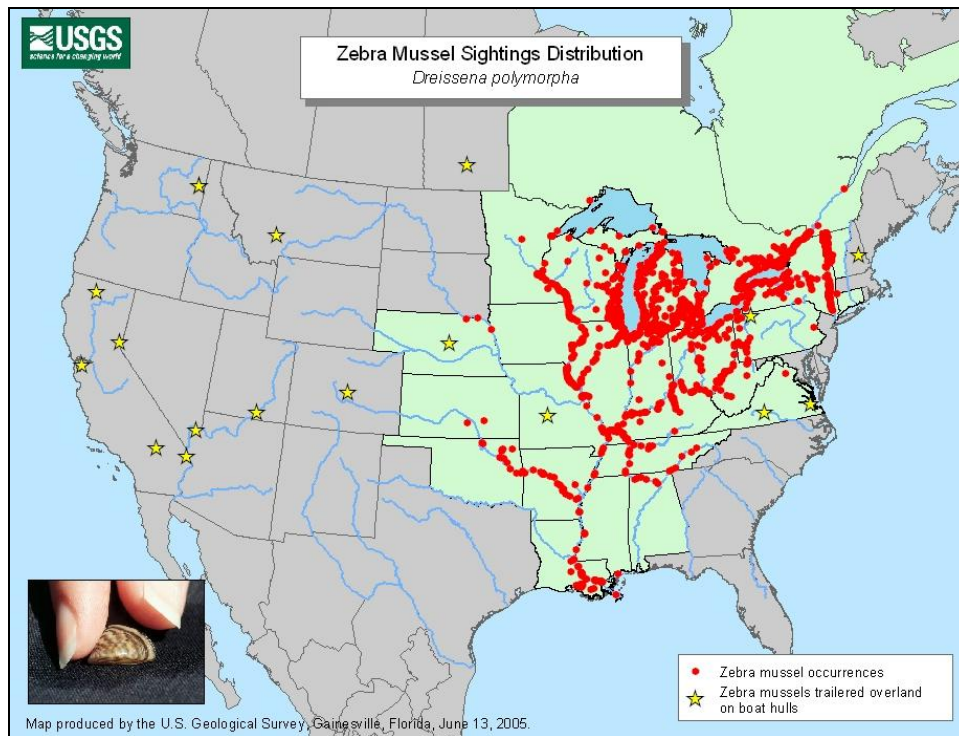 USGS
science for a changing world
Zebra Mussel Sightings Distribution
Dreissena polymorpha
Zebra mussel occurrences
Zebra mussels trailered overland
on boat hulls
Map produced by the U.S. Geological Survey, Gainesville, Florida, June 13, 2005.